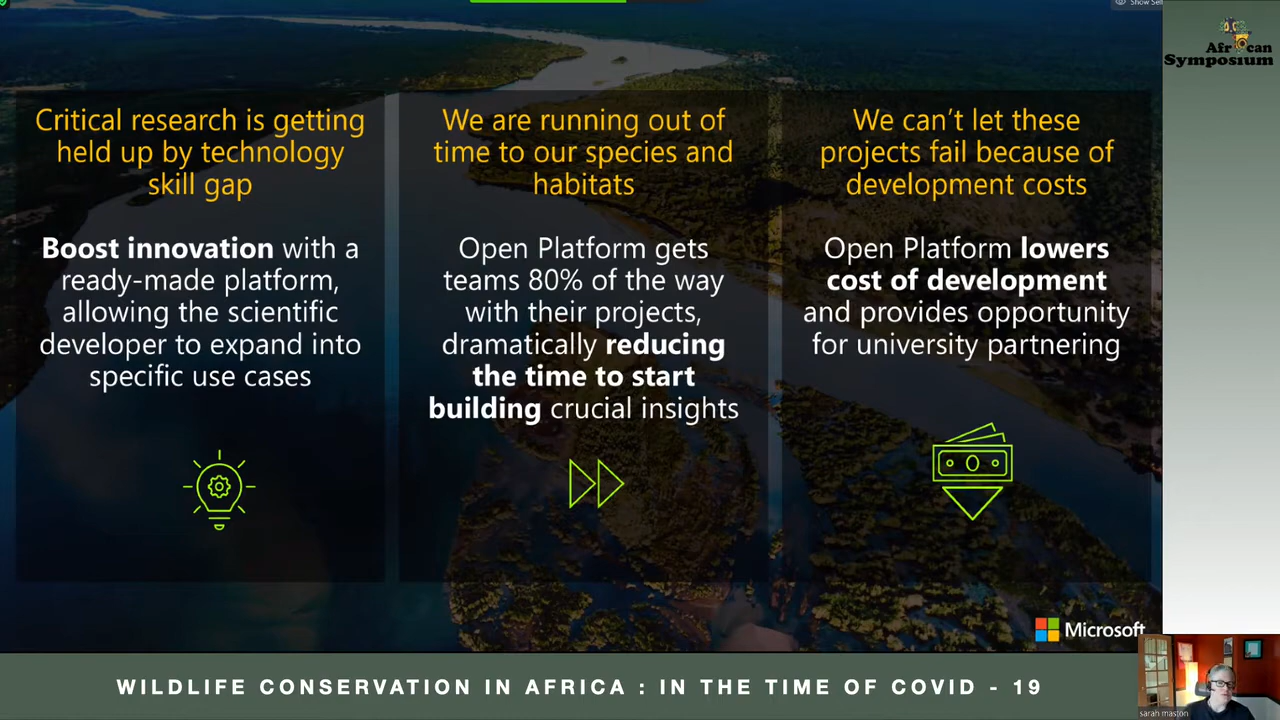 Show Self
Afr can
Symposium
Critical research is getting
held up by technology
skill gap
Boost innovation with a
ready-made platform,
allowing the scientific
developer to expand into
specific use cases
We are running out of
time to our species and
habitats
Open Platform gets
teams 80% of the way
with their projects,
dramatically reducing
the time to start
building crucial insights
We can't let these
projects fail because of
development costs
Open Platform lowers
cost of development
and provides opportunity
for university partnering
Microsoft
sarah maston
WILDLIFE CONSERVATION IN AFRICA : IN THE TIME OF COVID - 19